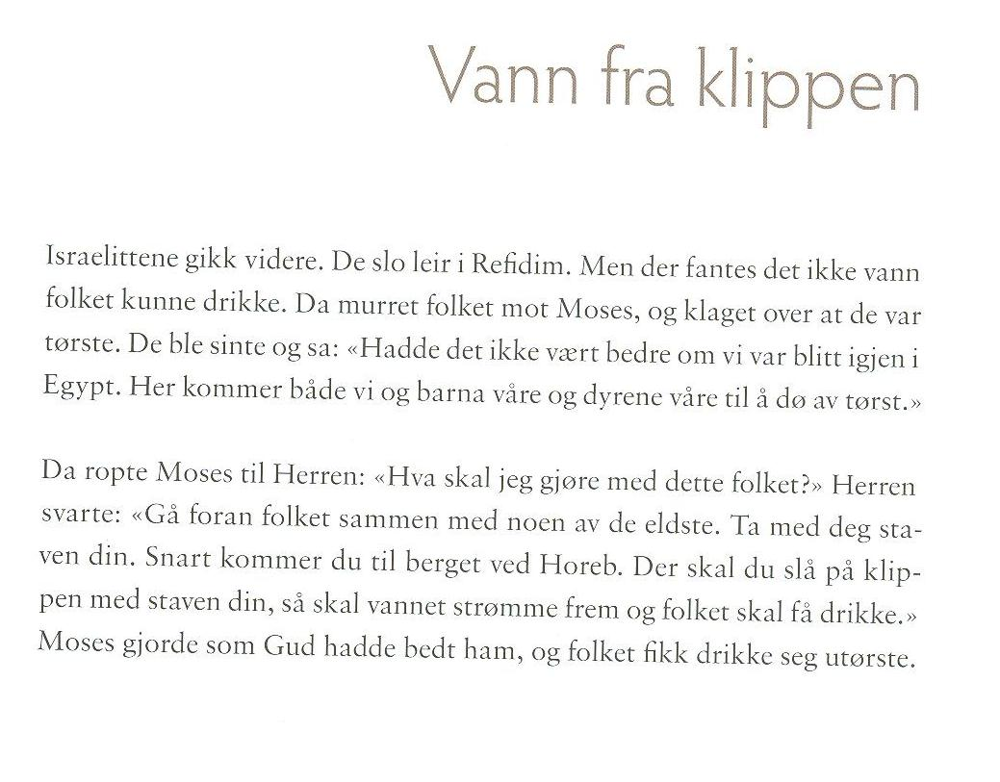 Vann fra klippen
Israelittene gikk videre. De slo leir i Refidim. Men der fantes det ikke vann
folket kunne drikke. Da murret folket mot Moses, og klaget over at de var
tørste. De ble sinte og sa: «Hadde det ikke vært bedre om vi var blitt igjen i
Egypt. Her kommer både vi og barna våre og dyrene våre til å dø av tørst.»
Da ropte Moses til Herren: «Hva skal jeg gjøre med dette folket?» Herren
svarte: «Gå foran folket sammen med noen av de eldste. Ta med deg sta-
ven din. Snart kommer du til berget ved Horeb. Der skal du slå på klip-
pen med staven din, så skal vannet strømme frem og folket skal få drikke.»
Moses gjorde som Gud hadde bedt ham, og folket fikk drikke seg utørste.